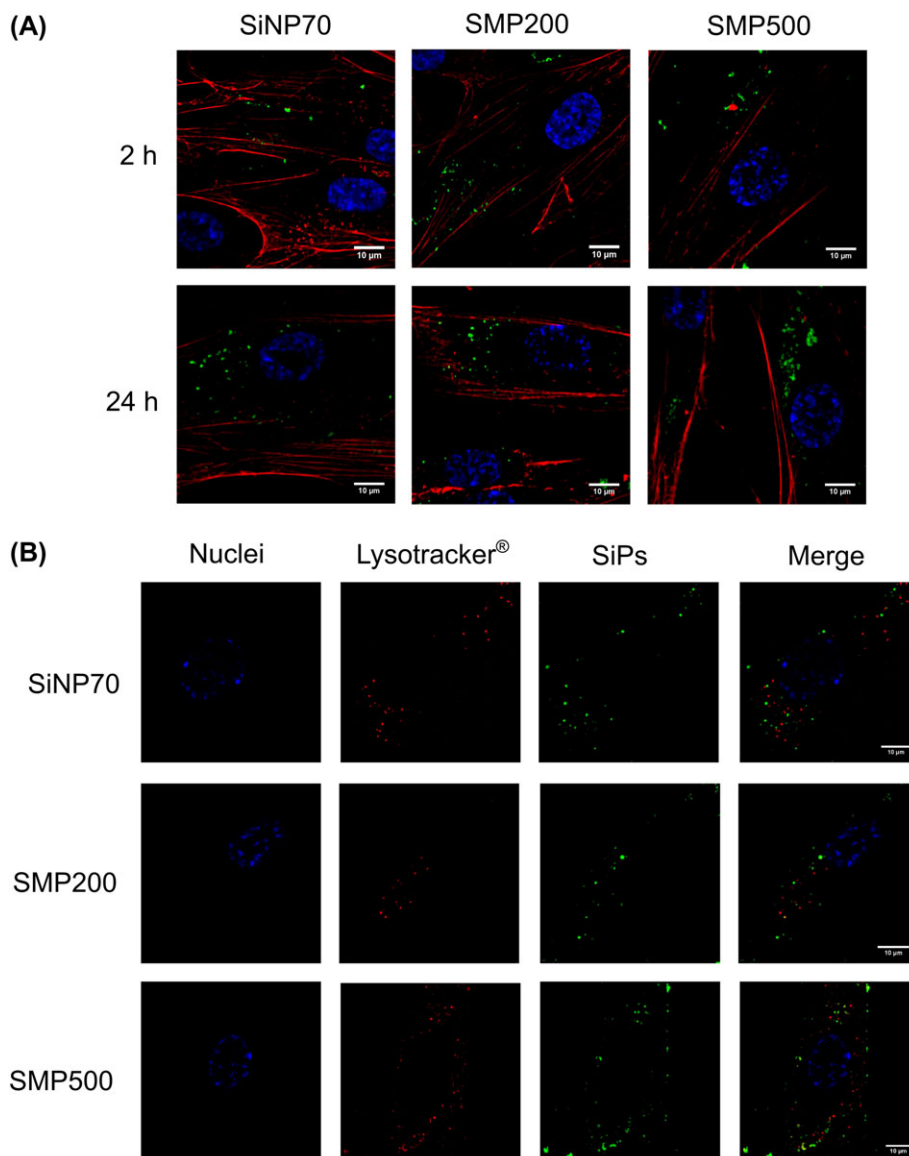 (A)
SiNP70 SMP200 SMP500
2 h
10 µm 10 µm 10 µm
24 h
10 µm 10 µm 10 µm
(B)
Nuclei Lysotracker® SiPs Merge
SiNP70
10 µm
SMP200
10 µm
SMP500
10 µm